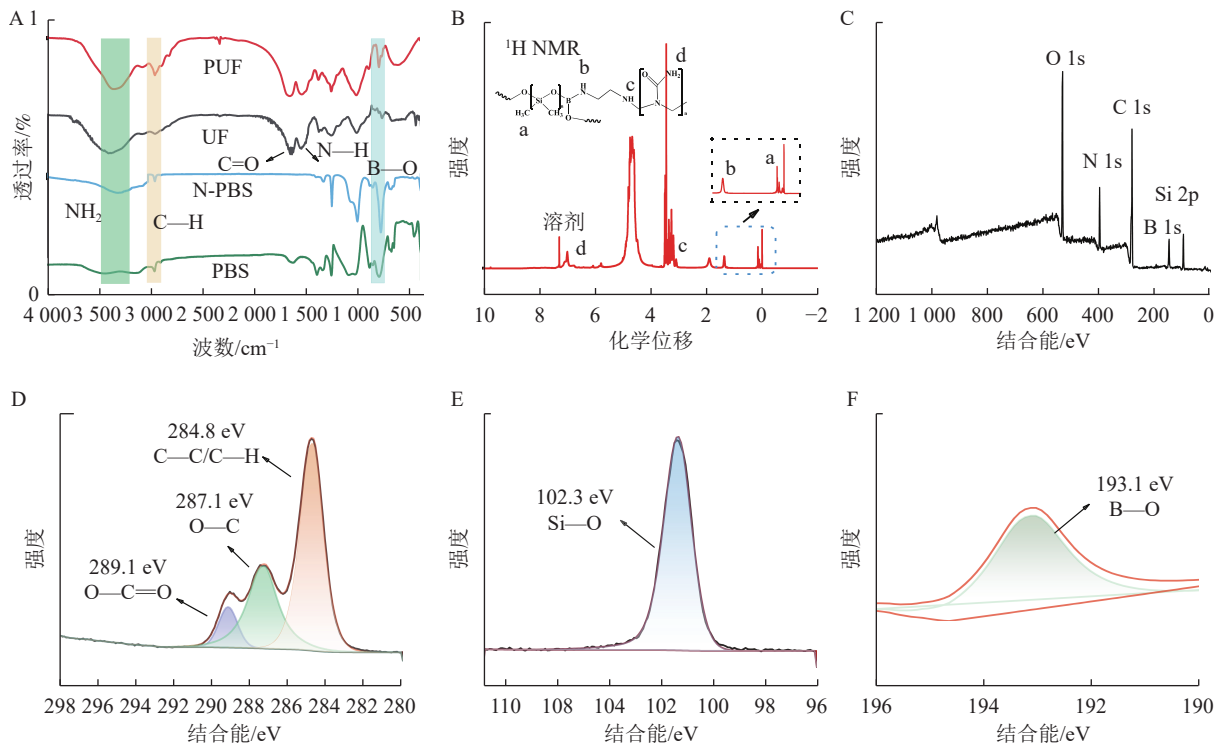 A
1
PUF
UF
C=O
N—H
B—O
N-PBS
NH₂
C—H
PBS
0
透过率/%
4 000 3 500 3 000 2 500 2 000 1 500 1 000 500
波数/cm⁻¹
B
¹H NMR
b
d
O
NH₂
H
N
O
Si
O
B
NH
c
N
H₃C
CH₃
O
n
a
b
a
溶剂
d
c
强度
10 8 6 4 2 0 −2
化学位移
C
O 1s
C 1s
N 1s
Si 2p
B 1s
强度
1 200 1 000 800 600 400 200 0
结合能/eV
D
284.8 eV
C—C/C—H
287.1 eV
O—C
289.1 eV
O—C=O
强度
298 296 294 292 290 288 286 284 282 280
结合能/eV
E
102.3 eV
Si—O
强度
110 108 106 104 102 100 98 96
结合能/eV
F
193.1 eV
B—O
强度
196 194 192 190
结合能/eV